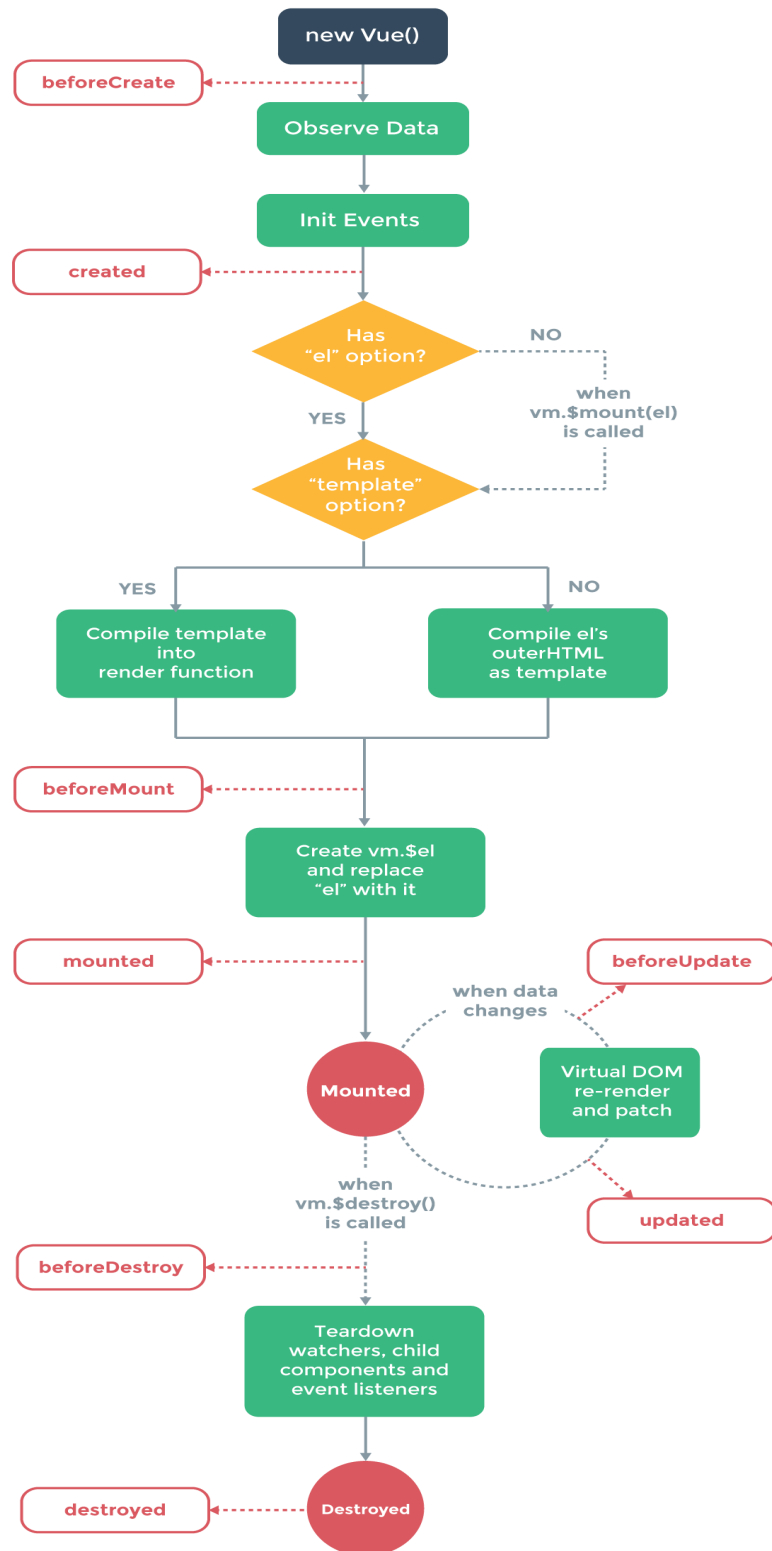 new Vue()
beforeCreate
Observe Data
Init Events
created
Has
“el” option?
NO
when
vm.$mount(el)
is called
YES
Has
“template”
option?
YES
NO
Compile template
into
render function
Compile el’s
outerHTML
as template
beforeMount
Create vm.$el
and replace
“el” with it
mounted
beforeUpdate
when data
changes
Mounted
Virtual DOM
re-render
and patch
when
vm.$destroy()
is called
updated
beforeDestroy
Teardown
watchers, child
components and
event listeners
destroyed
Destroyed